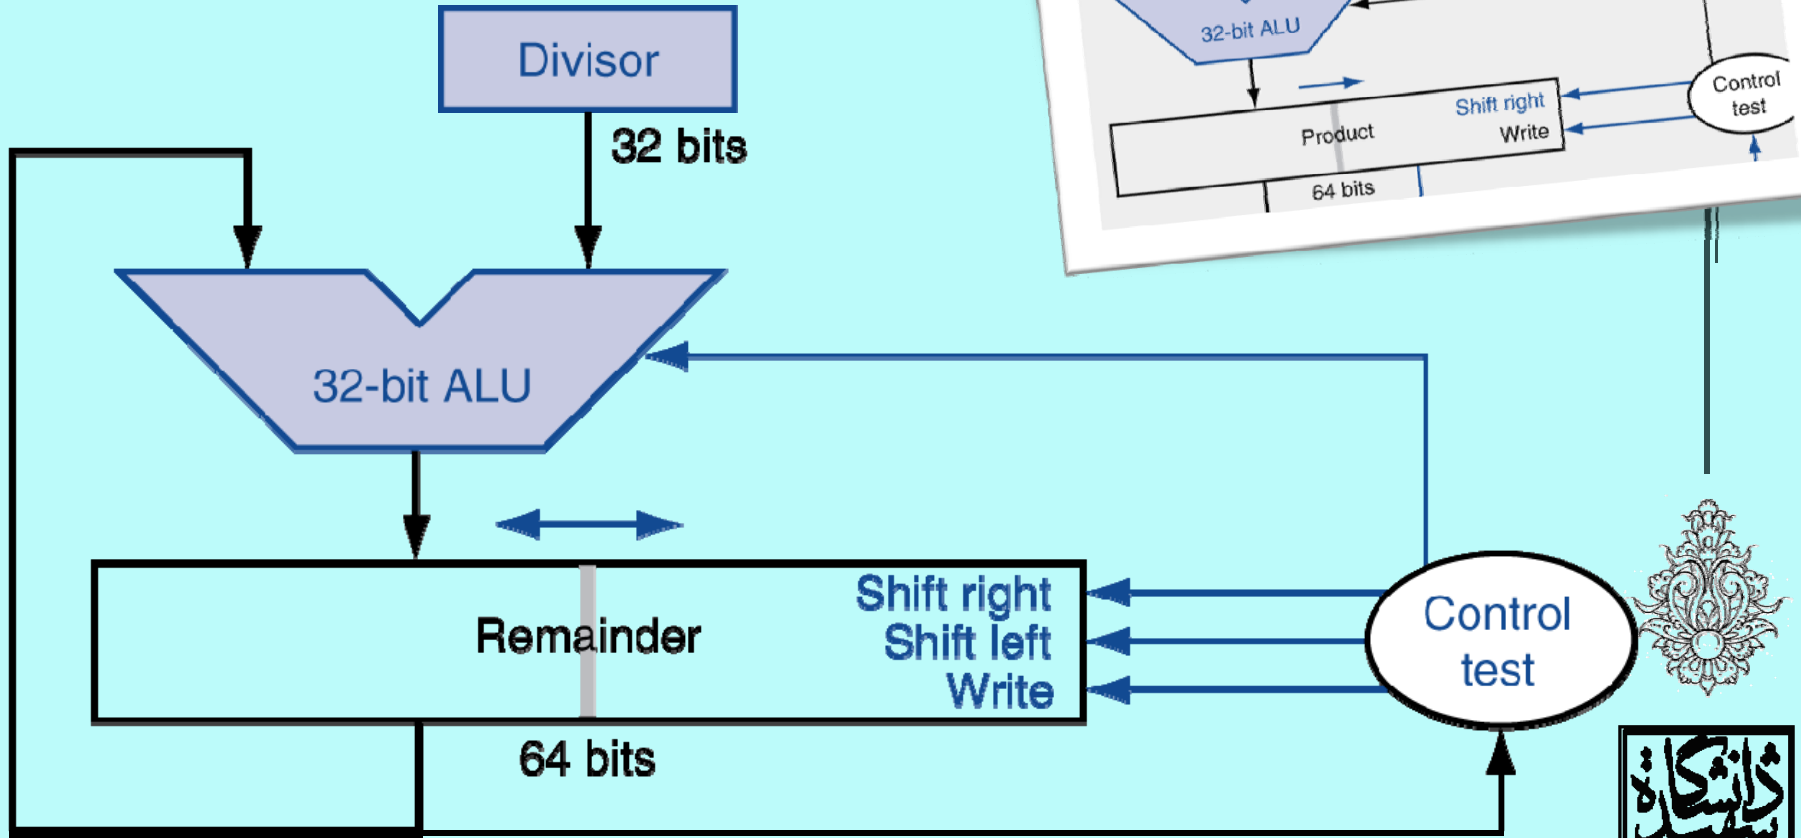 Divisor
32 bits
32-bit ALU
Remainder
Shift right
Shift left
Write
64 bits
Control
test
32-bit ALU
Product
Shift right
Write
64 bits
Control
test
دانشکدة